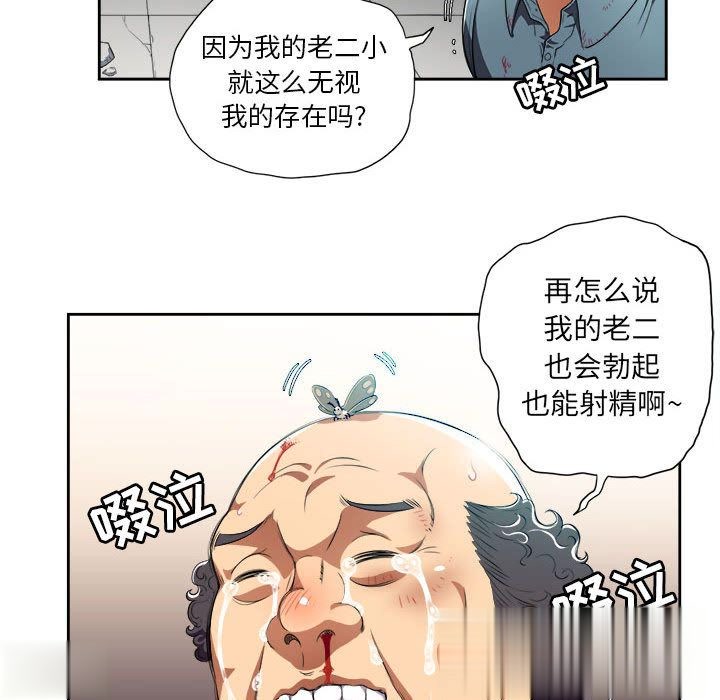 因为我的老二小
就这么无视
我的存在吗?
啜泣
再怎么说
我的老二
也会勃起
也能射精啊~
啜泣
啜泣